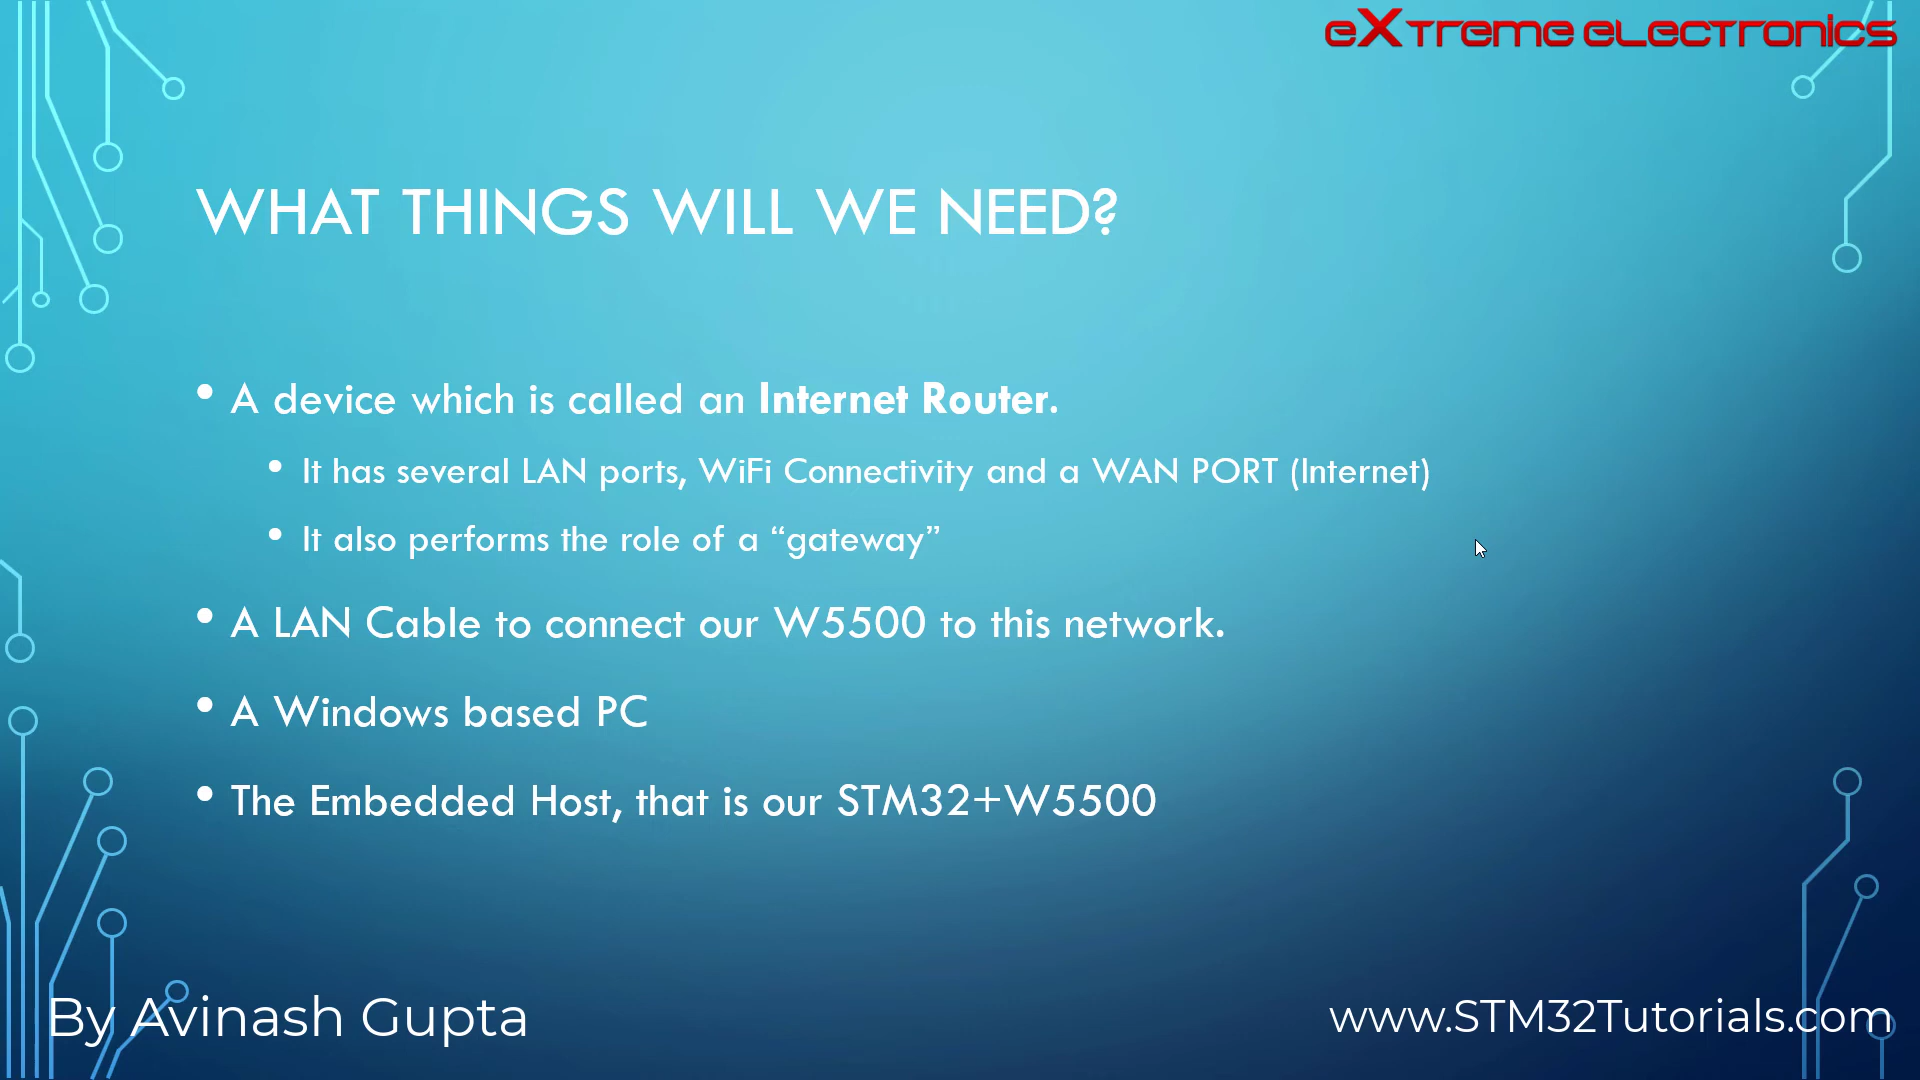 eXtreme electronics
WHAT THINGS WILL WE NEED?
• A device which is called an Internet Router.
• It has several LAN ports, WiFi Connectivity and a WAN PORT (Internet)
• It also performs the role of a “gateway”
• A LAN Cable to connect our W5500 to this network.
• A Windows based PC
• The Embedded Host, that is our STM32+W5500
By Avinash Gupta
www.STM32Tutorials.com